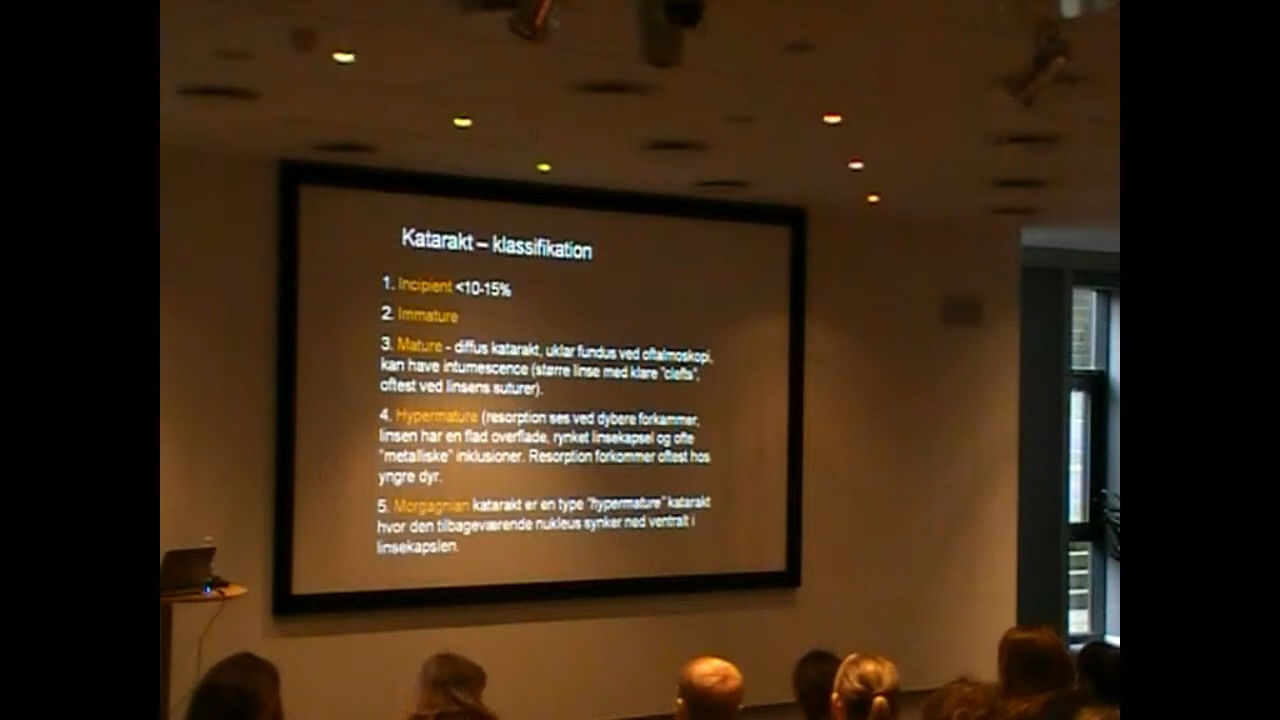 Katarakt – klassifikation
1. Incipient <10-15%
2. Immature
3. Mature - diffus katarakt, uklar fundus ved oftalmoskopi,
kan have intumescence (større linse med klare "clefts",
oftest ved linsens suturer).
4. Hypermature (resorption ses ved dybere forkammer,
linsen har en flad overflade, rynket linsekapsel og ofte
"metalliske" inklusioner. Resorption forkommer oftest hos
yngre dyr.
5. Morgagnian katarakt er en type "hypermature" katarakt
hvor den tilbageværende nukleus synker ned ventralt i
linsekapslen.